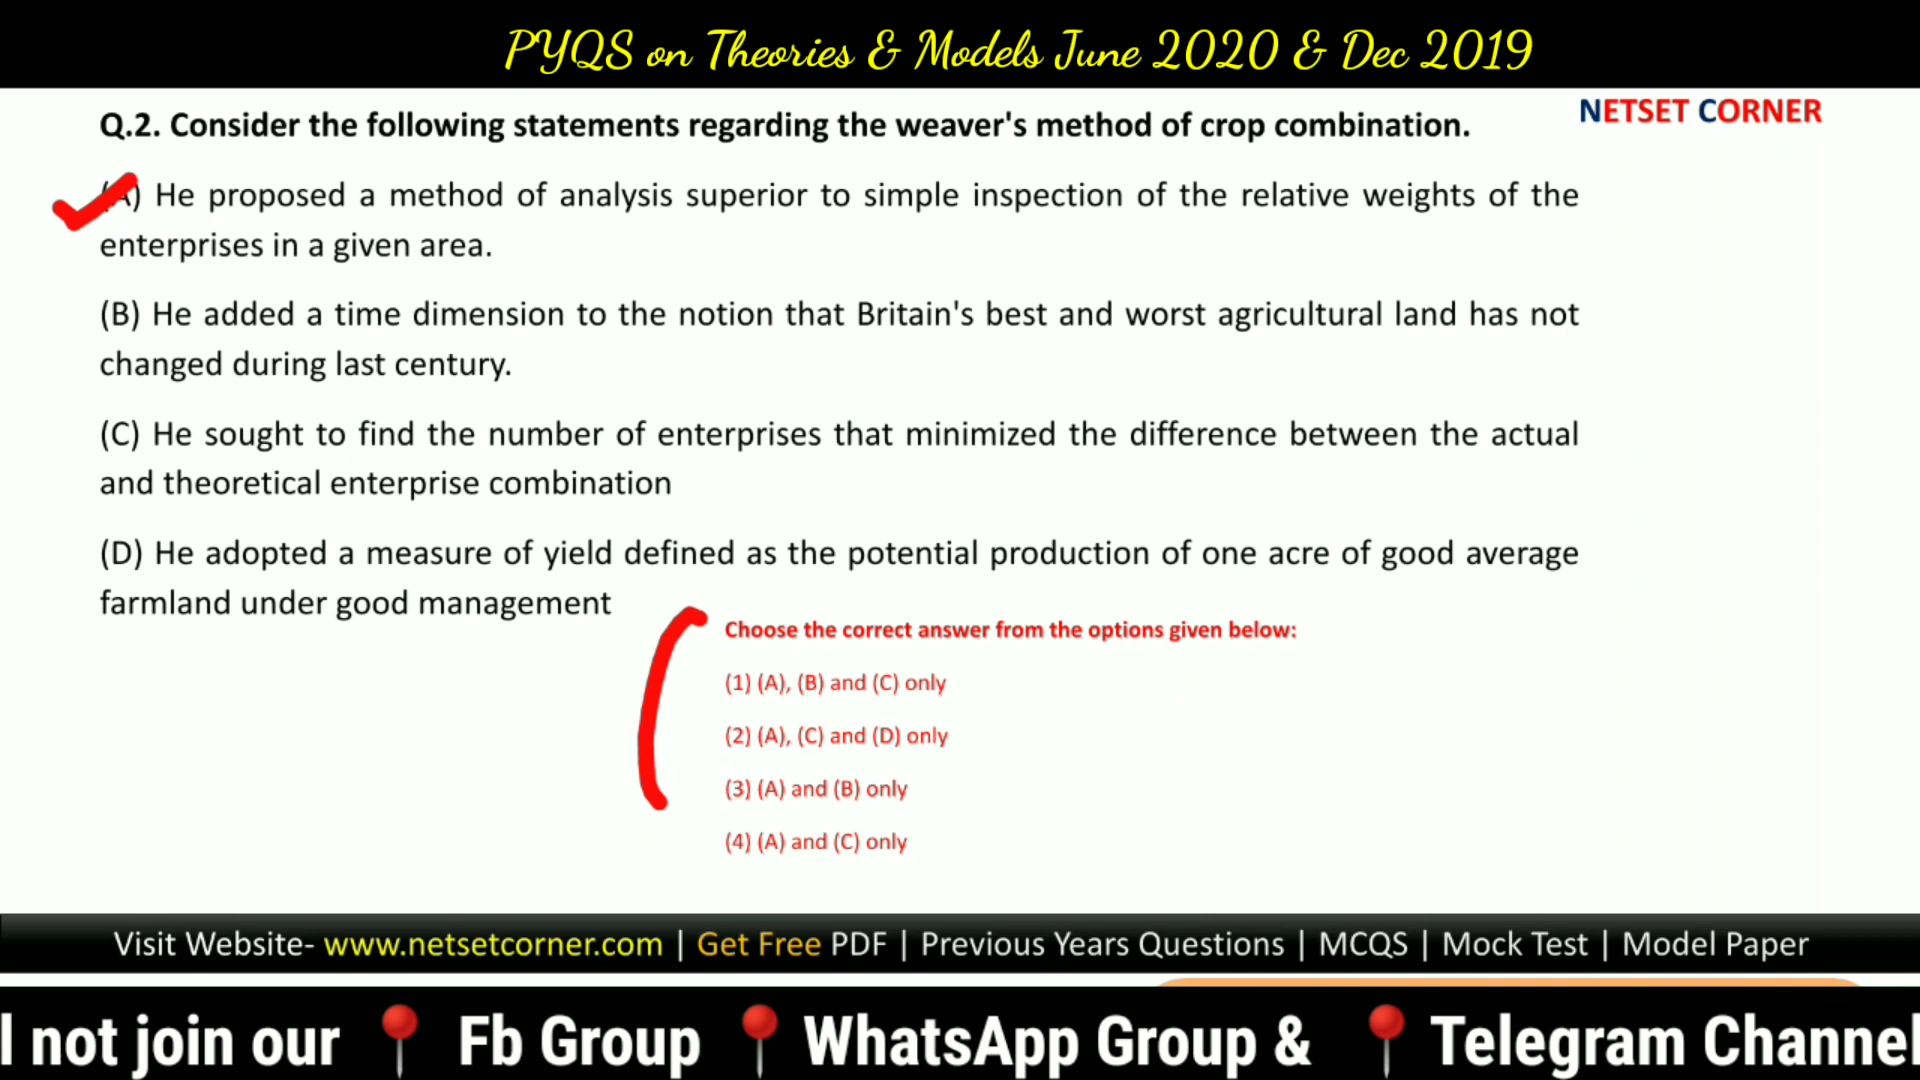 PYQS on Theories & Models June 2020 & Dec 2019
NETSET CORNER
Q.2. Consider the following statements regarding the weaver's method of crop combination.
(A) He proposed a method of analysis superior to simple inspection of the relative weights of the
enterprises in a given area.
(B) He added a time dimension to the notion that Britain's best and worst agricultural land has not
changed during last century.
(C) He sought to find the number of enterprises that minimized the difference between the actual
and theoretical enterprise combination
(D) He adopted a measure of yield defined as the potential production of one acre of good average
farmland under good management
Choose the correct answer from the options given below:
(1) (A), (B) and (C) only
(2) (A), (C) and (D) only
(3) (A) and (B) only
(4) (A) and (C) only
Visit Website- www.netsetcorner.com | Get Free PDF | Previous Years Questions | MCQS | Mock Test | Model Paper
l not join our Fb Group WhatsApp Group & Telegram Channel